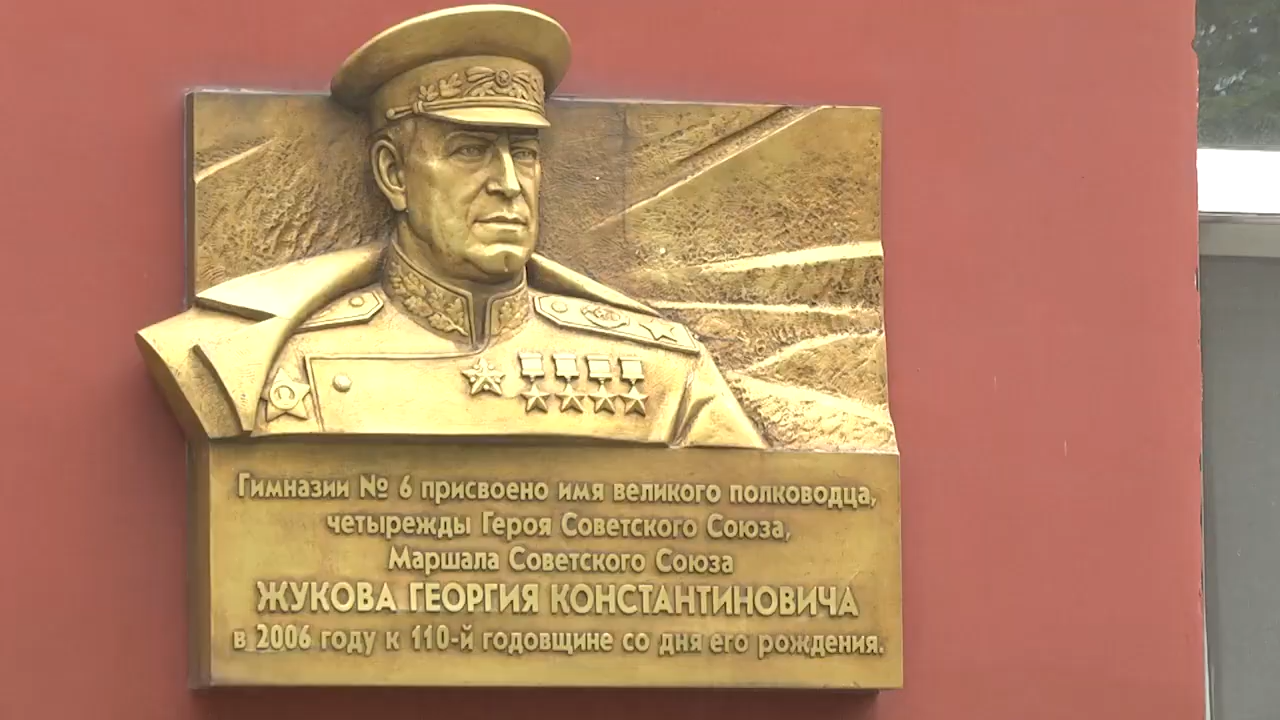 Гимназии № 6 присвоено имя великого полководца,
четырежды Героя Советского Союза,
Маршала Советского Союза
ЖУКОВА ГЕОРГИЯ КОНСТАНТИНОВИЧА
в 2006 году к 110-й годовщине со дня его рождения.